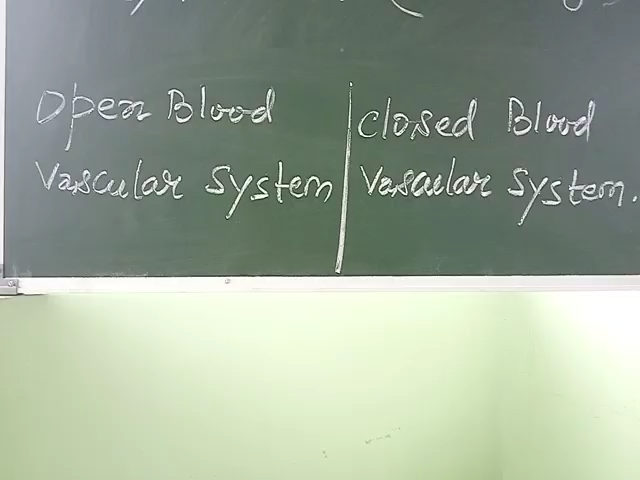 Open Blood
Vascular System
Closed Blood
Vascular System.